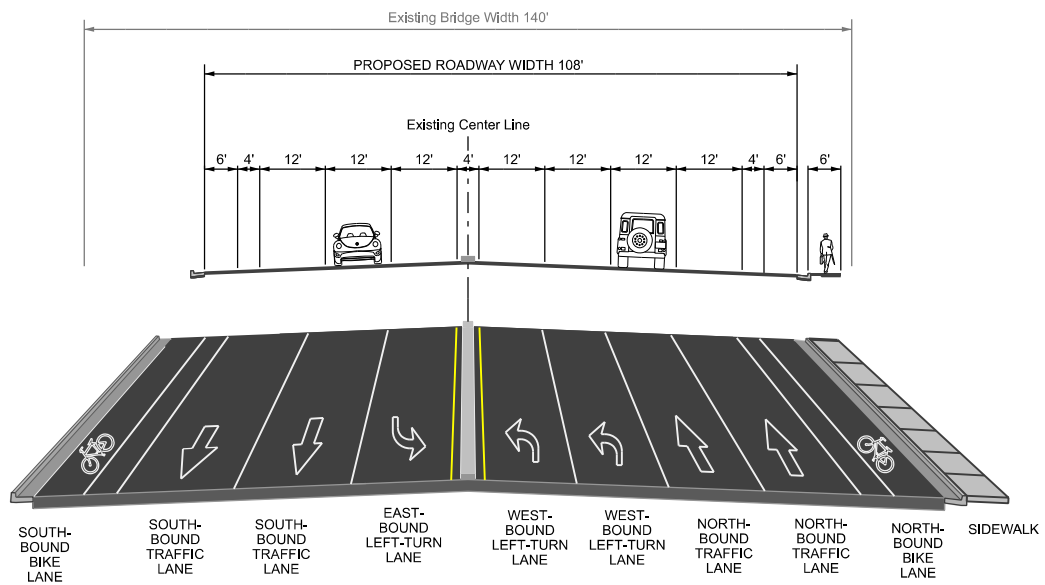 Existing Bridge Width 140'
PROPOSED ROADWAY WIDTH 108'
Existing Center Line
6' 4' 12' 12' 12' 4' 12' 12' 12' 12' 4' 6' 6'
SOUTH-
BOUND
BIKE
LANE
SOUTH-
BOUND
TRAFFIC
LANE
SOUTH-
BOUND
TRAFFIC
LANE
EAST-
BOUND
LEFT-TURN
LANE
WEST-
BOUND
LEFT-TURN
LANE
WEST-
BOUND
LEFT-TURN
LANE
NORTH-
BOUND
TRAFFIC
LANE
NORTH-
BOUND
TRAFFIC
LANE
NORTH-
BOUND
BIKE
LANE
SIDEWALK